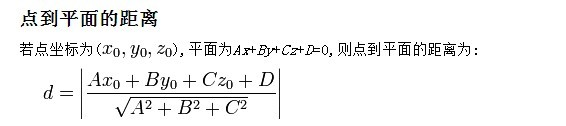 点到平面的距离
若点坐标为(x₀, y₀, z₀),平面为Ax+By+Cz+D=0,则点到平面的距离为:
d = |(Ax₀ + By₀ + Cz₀ + D) / √(A² + B² + C²)|